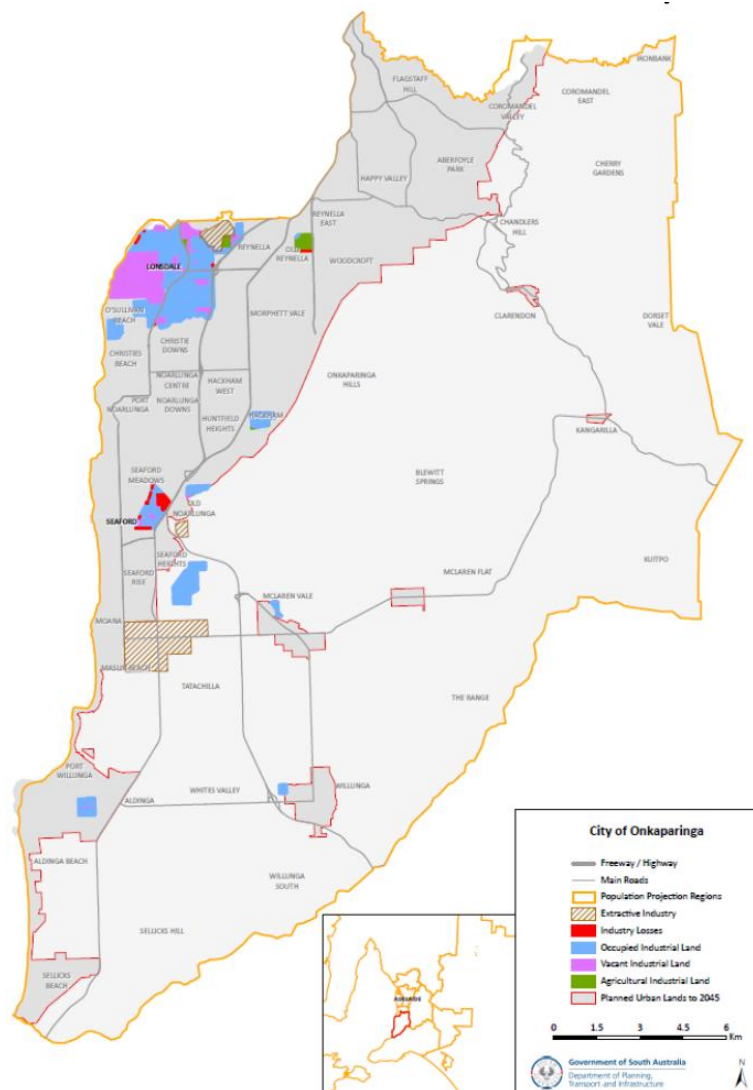 IRONBANK
FLAGSTAFF
HILL
COROMANDEL
VALLEY
COROMANDEL
EAST
ABERFOYLE
PARK
CHERRY
GARDENS
HAPPY VALLEY
REYNELLA
EAST
CHANDLERS
HILL
REYNELLA
OLD
REYNELLA
WOODCROFT
LONSDALE
CLARENDON
O'SULLIVAN
BEACH
MORPHETT VALE
DORSET
VALE
CHRISTIE
DOWNS
CHRISTIES
BEACH
NOARLUNGA
CENTRE
HACKHAM
WEST
ONKAPARINGA
HILLS
PORT
NOARLUNGA
NOARLUNGA
DOWNS
HUNTFIELD
HEIGHTS
HACKHAM
KANGARILLA
SEAFORD
MEADOWS
BLEWITT
SPRINGS
OLD
NOARLUNGA
SEAFORD
SEAFORD
HEIGHTS
KUITPO
SEAFORD
RISE
MCLAREN FLAT
MCLAREN VALE
MOANA
MASLIN BEACH
TATACHILLA
THE RANGE
PORT
WILLUNGA
WHITES VALLEY
WILLUNGA
ALDINGA
ALDINGA BEACH
WILLUNGA
SOUTH
SELLICKS HILL
SELLICKS
BEACH
ADELAIDE
City of Onkaparinga
Freeway / Highway
Main Roads
Population Projection Regions
Extractive Industry
Industry Losses
Occupied Industrial Land
Vacant Industrial Land
Agricultural Industrial Land
Planned Urban Lands to 2045
0 1.5 3 4.5 6
Km
Government of South Australia
Department of Planning,
Transport and Infrastructure
N